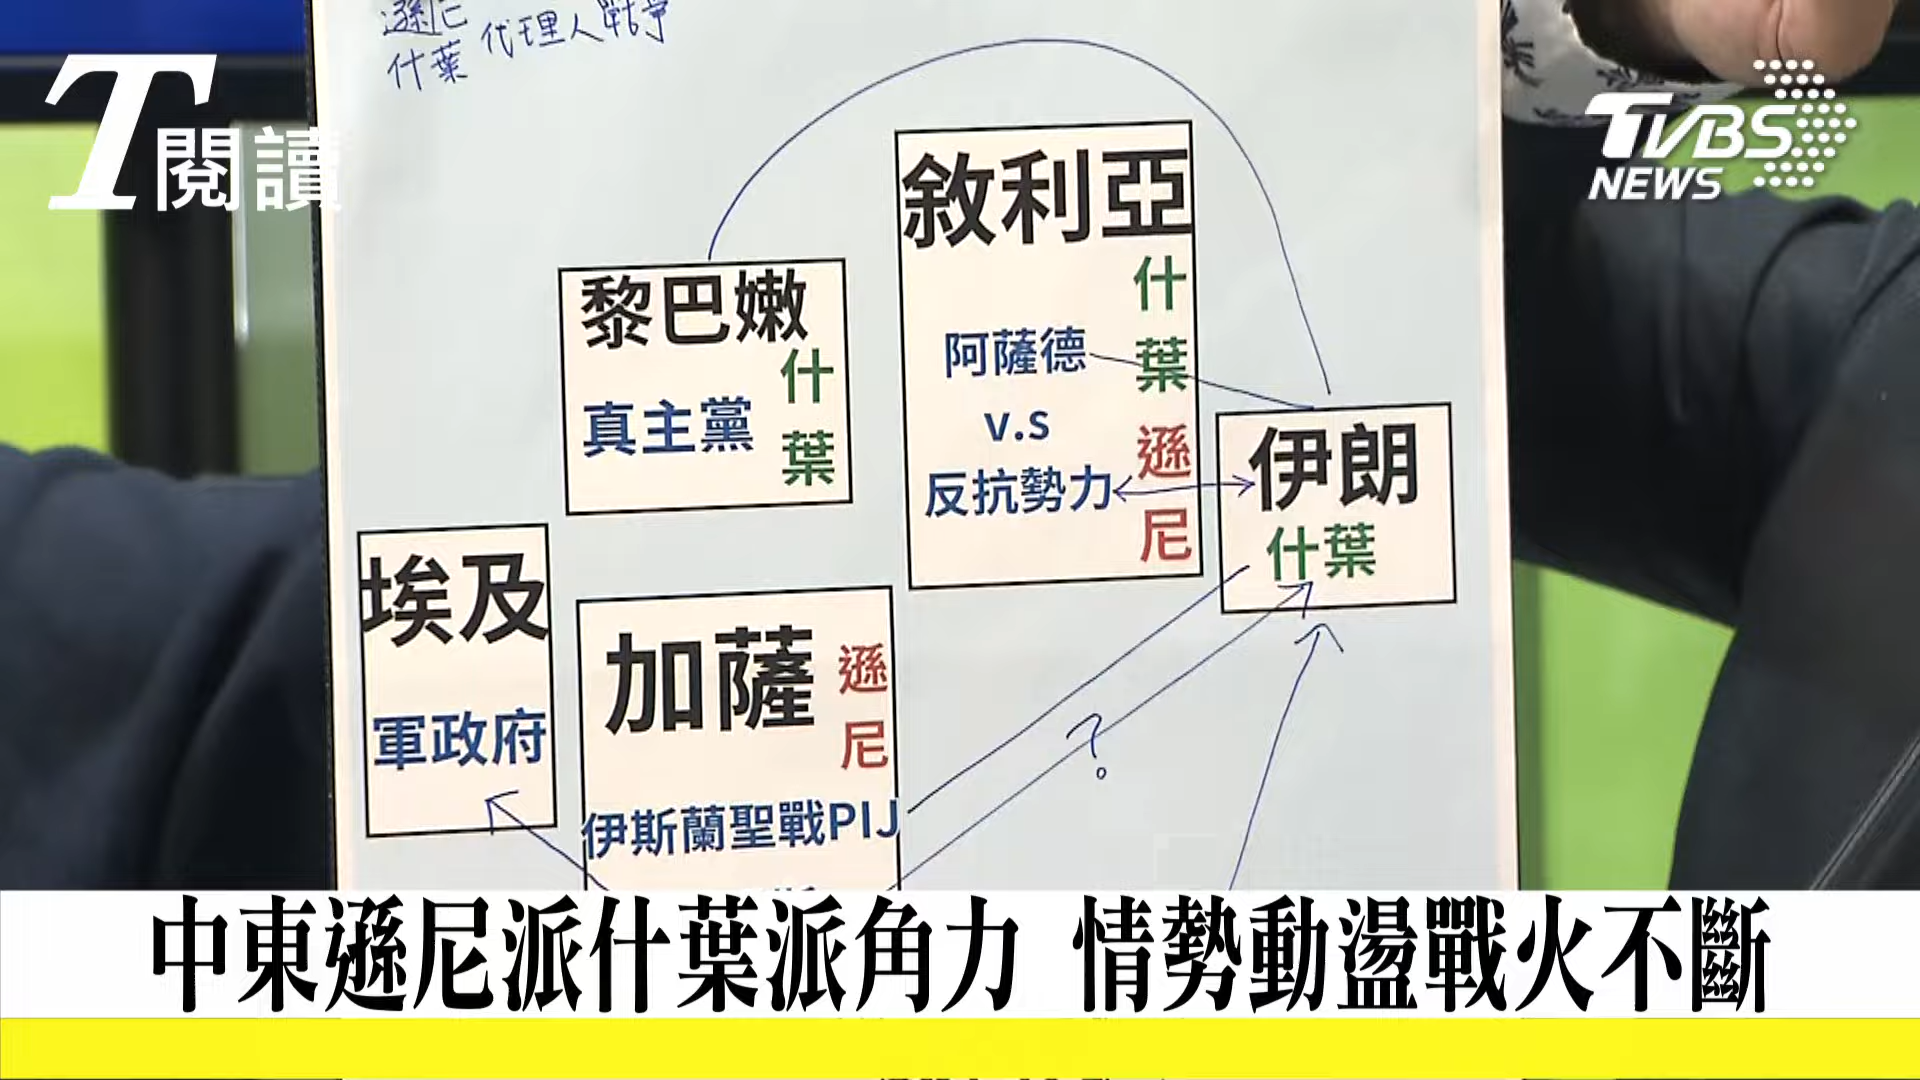 遜尼
什葉 代理人戰爭
T閱讀
TVBS
NEWS
敘利亞
什葉
阿薩德
v.s
反抗勢力
遜尼
黎巴嫩
什葉
真主黨
伊朗
什葉
埃及
軍政府
加薩
遜尼
伊斯蘭聖戰PIJ
?
中東遜尼派什葉派角力 情勢動盪戰火不斷